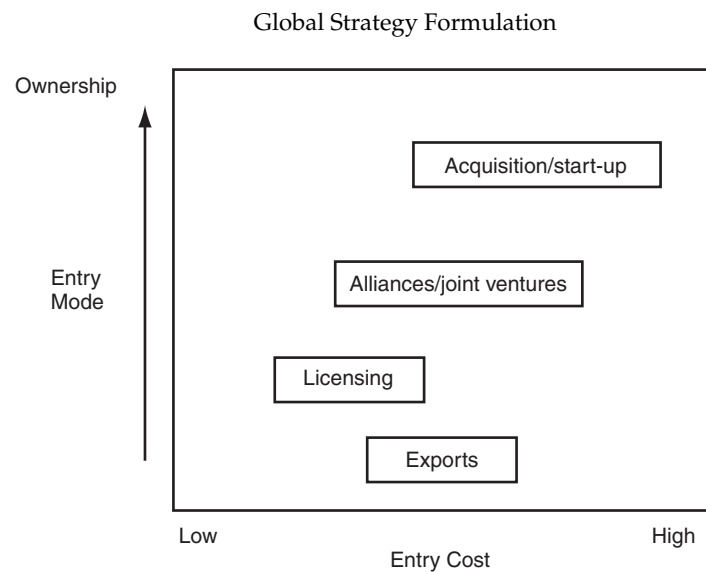 Global Strategy Formulation
Ownership
Acquisition/start-up
Entry
Mode
Alliances/joint ventures
Licensing
Exports
Low
High
Entry Cost